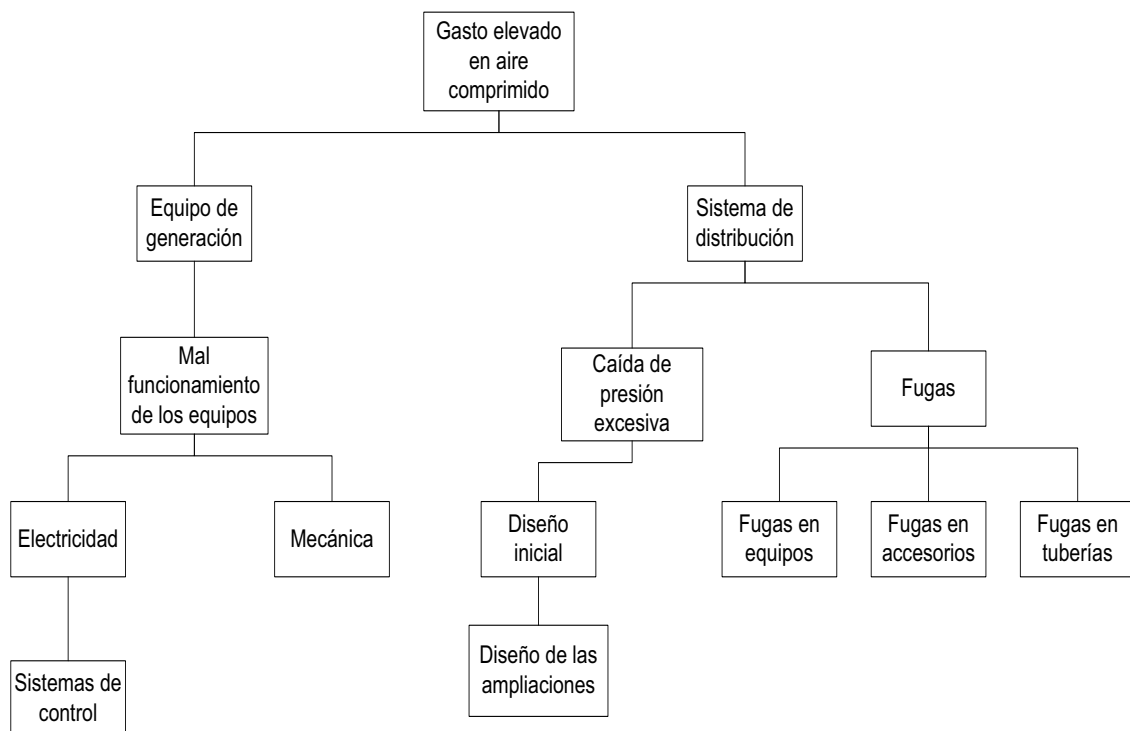 Gasto elevado
en aire
comprimido
Equipo de
generación
Sistema de
distribución
Mal
funcionamiento
de los equipos
Caída de
presión
excesiva
Fugas
Electricidad
Mecánica
Diseño
inicial
Fugas en
equipos
Fugas en
accesorios
Fugas en
tuberías
Sistemas de
control
Diseño de las
ampliaciones